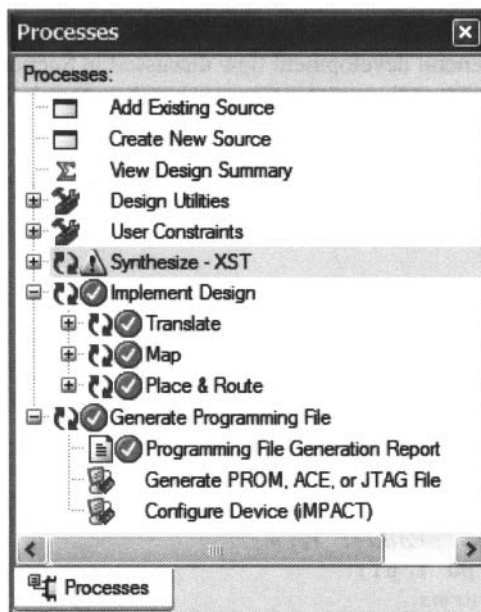 Processes
Processes:
Add Existing Source
Create New Source
View Design Summary
Design Utilities
User Constraints
Synthesize - XST
Implement Design
Translate
Map
Place & Route
Generate Programming File
Programming File Generation Report
Generate PROM, ACE, or JTAG File
Configure Device (iMPACT)
Processes